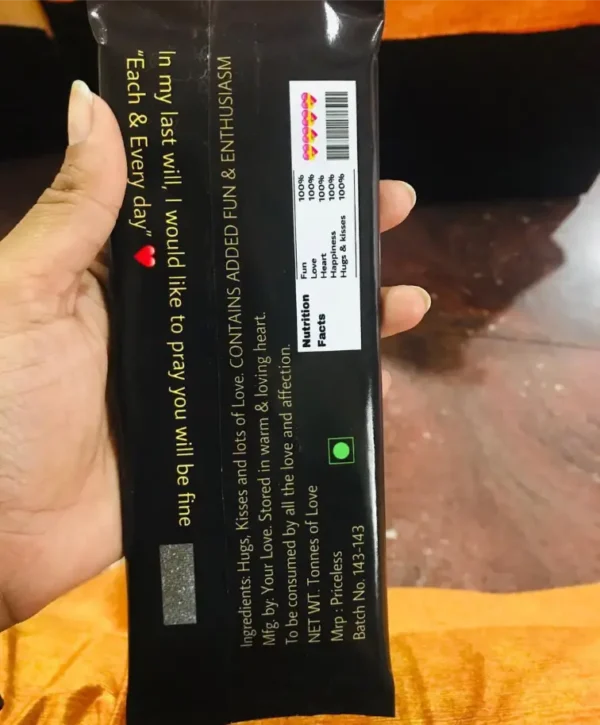 In my last will, I would like to pray you will be fine
"Each & Every day" ❤️
Ingredients: Hugs, Kisses and lots of Love. CONTAINS ADDED FUN & ENTHUSIASM
Mfg. by: Your Love. Stored in warm & loving heart.
To be consumed by all the love and affection.
NET WT. Tonnes of Love
Mrp : Priceless
Batch No. 143-143
Nutrition
Facts
Fun 100%
Love 100%
Heart 100%
Happiness 100%
Hugs & kisses 100%